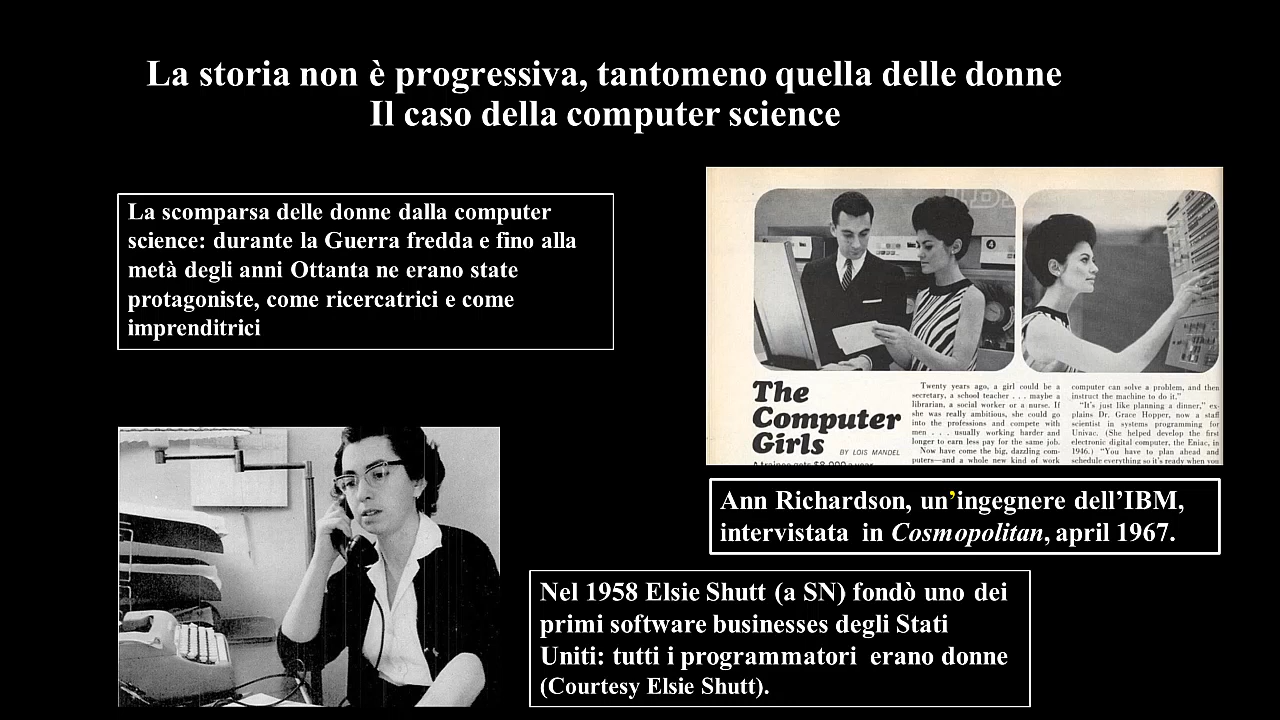 La storia non è progressiva, tantomeno quella delle donne
Il caso della computer science
La scomparsa delle donne dalla computer
science: durante la Guerra fredda e fino alla
metà degli anni Ottanta ne erano state
protagoniste, come ricercatrici e come
imprenditrici
The
Computer
Girls
BY LOIS MANDEL
A trainee gets $8,000 a year
Twenty years ago, a girl could be a
secretary, a school teacher . . . maybe a
librarian, a social worker or a nurse. If
she was really ambitious, she could go
into the professions and compete with
men . . . usually working harder and
longer to earn less pay for the same job.
Now have come the big, dazzling com-
puters—and a whole new kind of work
computer can solve a problem, and then
instruct the machine to do it."
"It's just like planning a dinner," ex-
plains Dr. Grace Hopper, now a staff
scientist in systems programming for
Univac. (She helped develop the first
electronic digital computer, the Eniac, in
1946.) "You have to plan ahead and
schedule everything so it's ready when you
Ann Richardson, un’ingegnere dell’IBM,
intervistata in Cosmopolitan, april 1967.
Nel 1958 Elsie Shutt (a SN) fondò uno dei
primi software businesses degli Stati
Uniti: tutti i programmatori erano donne
(Courtesy Elsie Shutt).